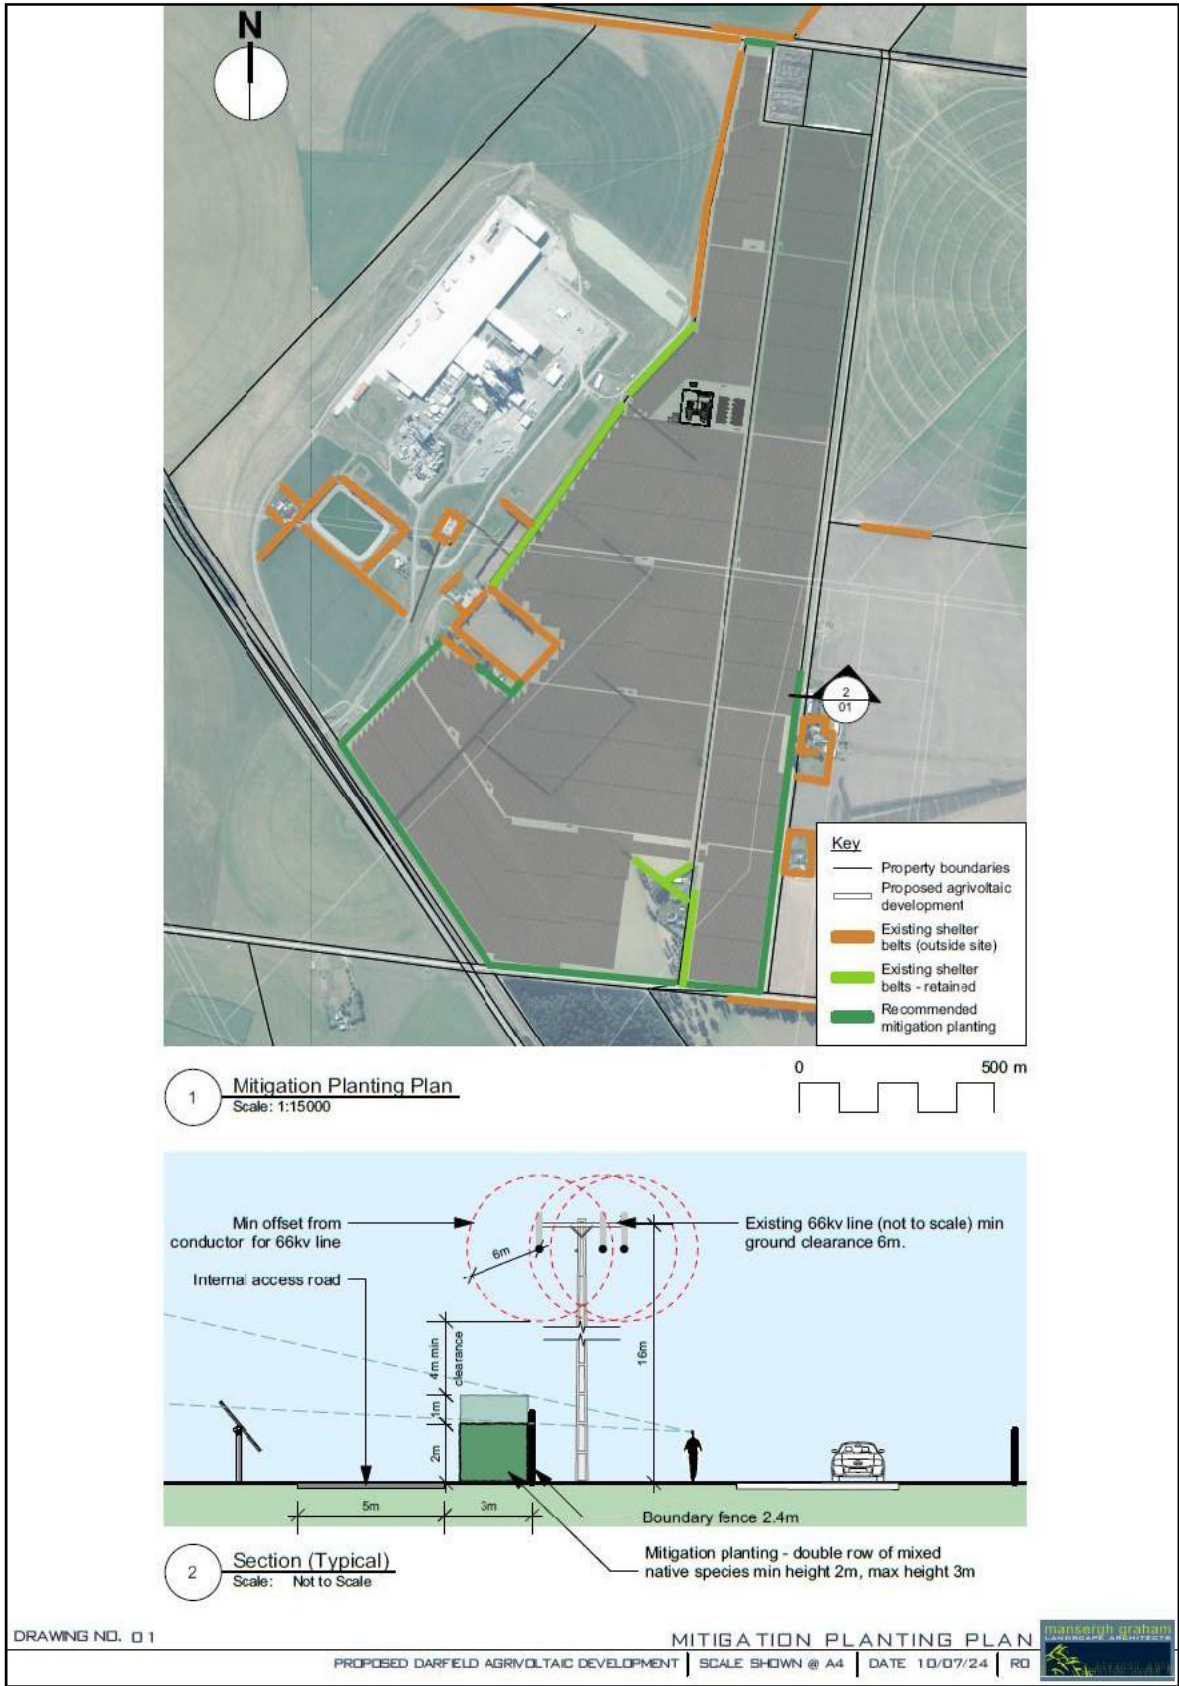 N
2
01
Key
Property boundaries
Proposed agrivoltaic
development
Existing shelter
belts (outside site)
Existing shelter
belts - retained
Recommended
mitigation planting
1
Mitigation Planting Plan
Scale: 1:15000
0
500 m
Min offset from
conductor for 66kv line
6m
Existing 66kv line (not to scale) min
ground clearance 6m.
Internal access road
4m min
clearance
16m
1m
2m
5m
3m
Boundary fence 2.4m
Mitigation planting - double row of mixed
native species min height 2m, max height 3m
2
Section (Typical)
Scale: Not to Scale
DRAWING NO. 01
MITIGATION PLANTING PLAN
PROPOSED DARFIELD AGRIVOLTAIC DEVELOPMENT
SCALE SHOWN @ A4
DATE 10/07/24
R0
mansergh graham
LANDSCAPE ARCHITECTS